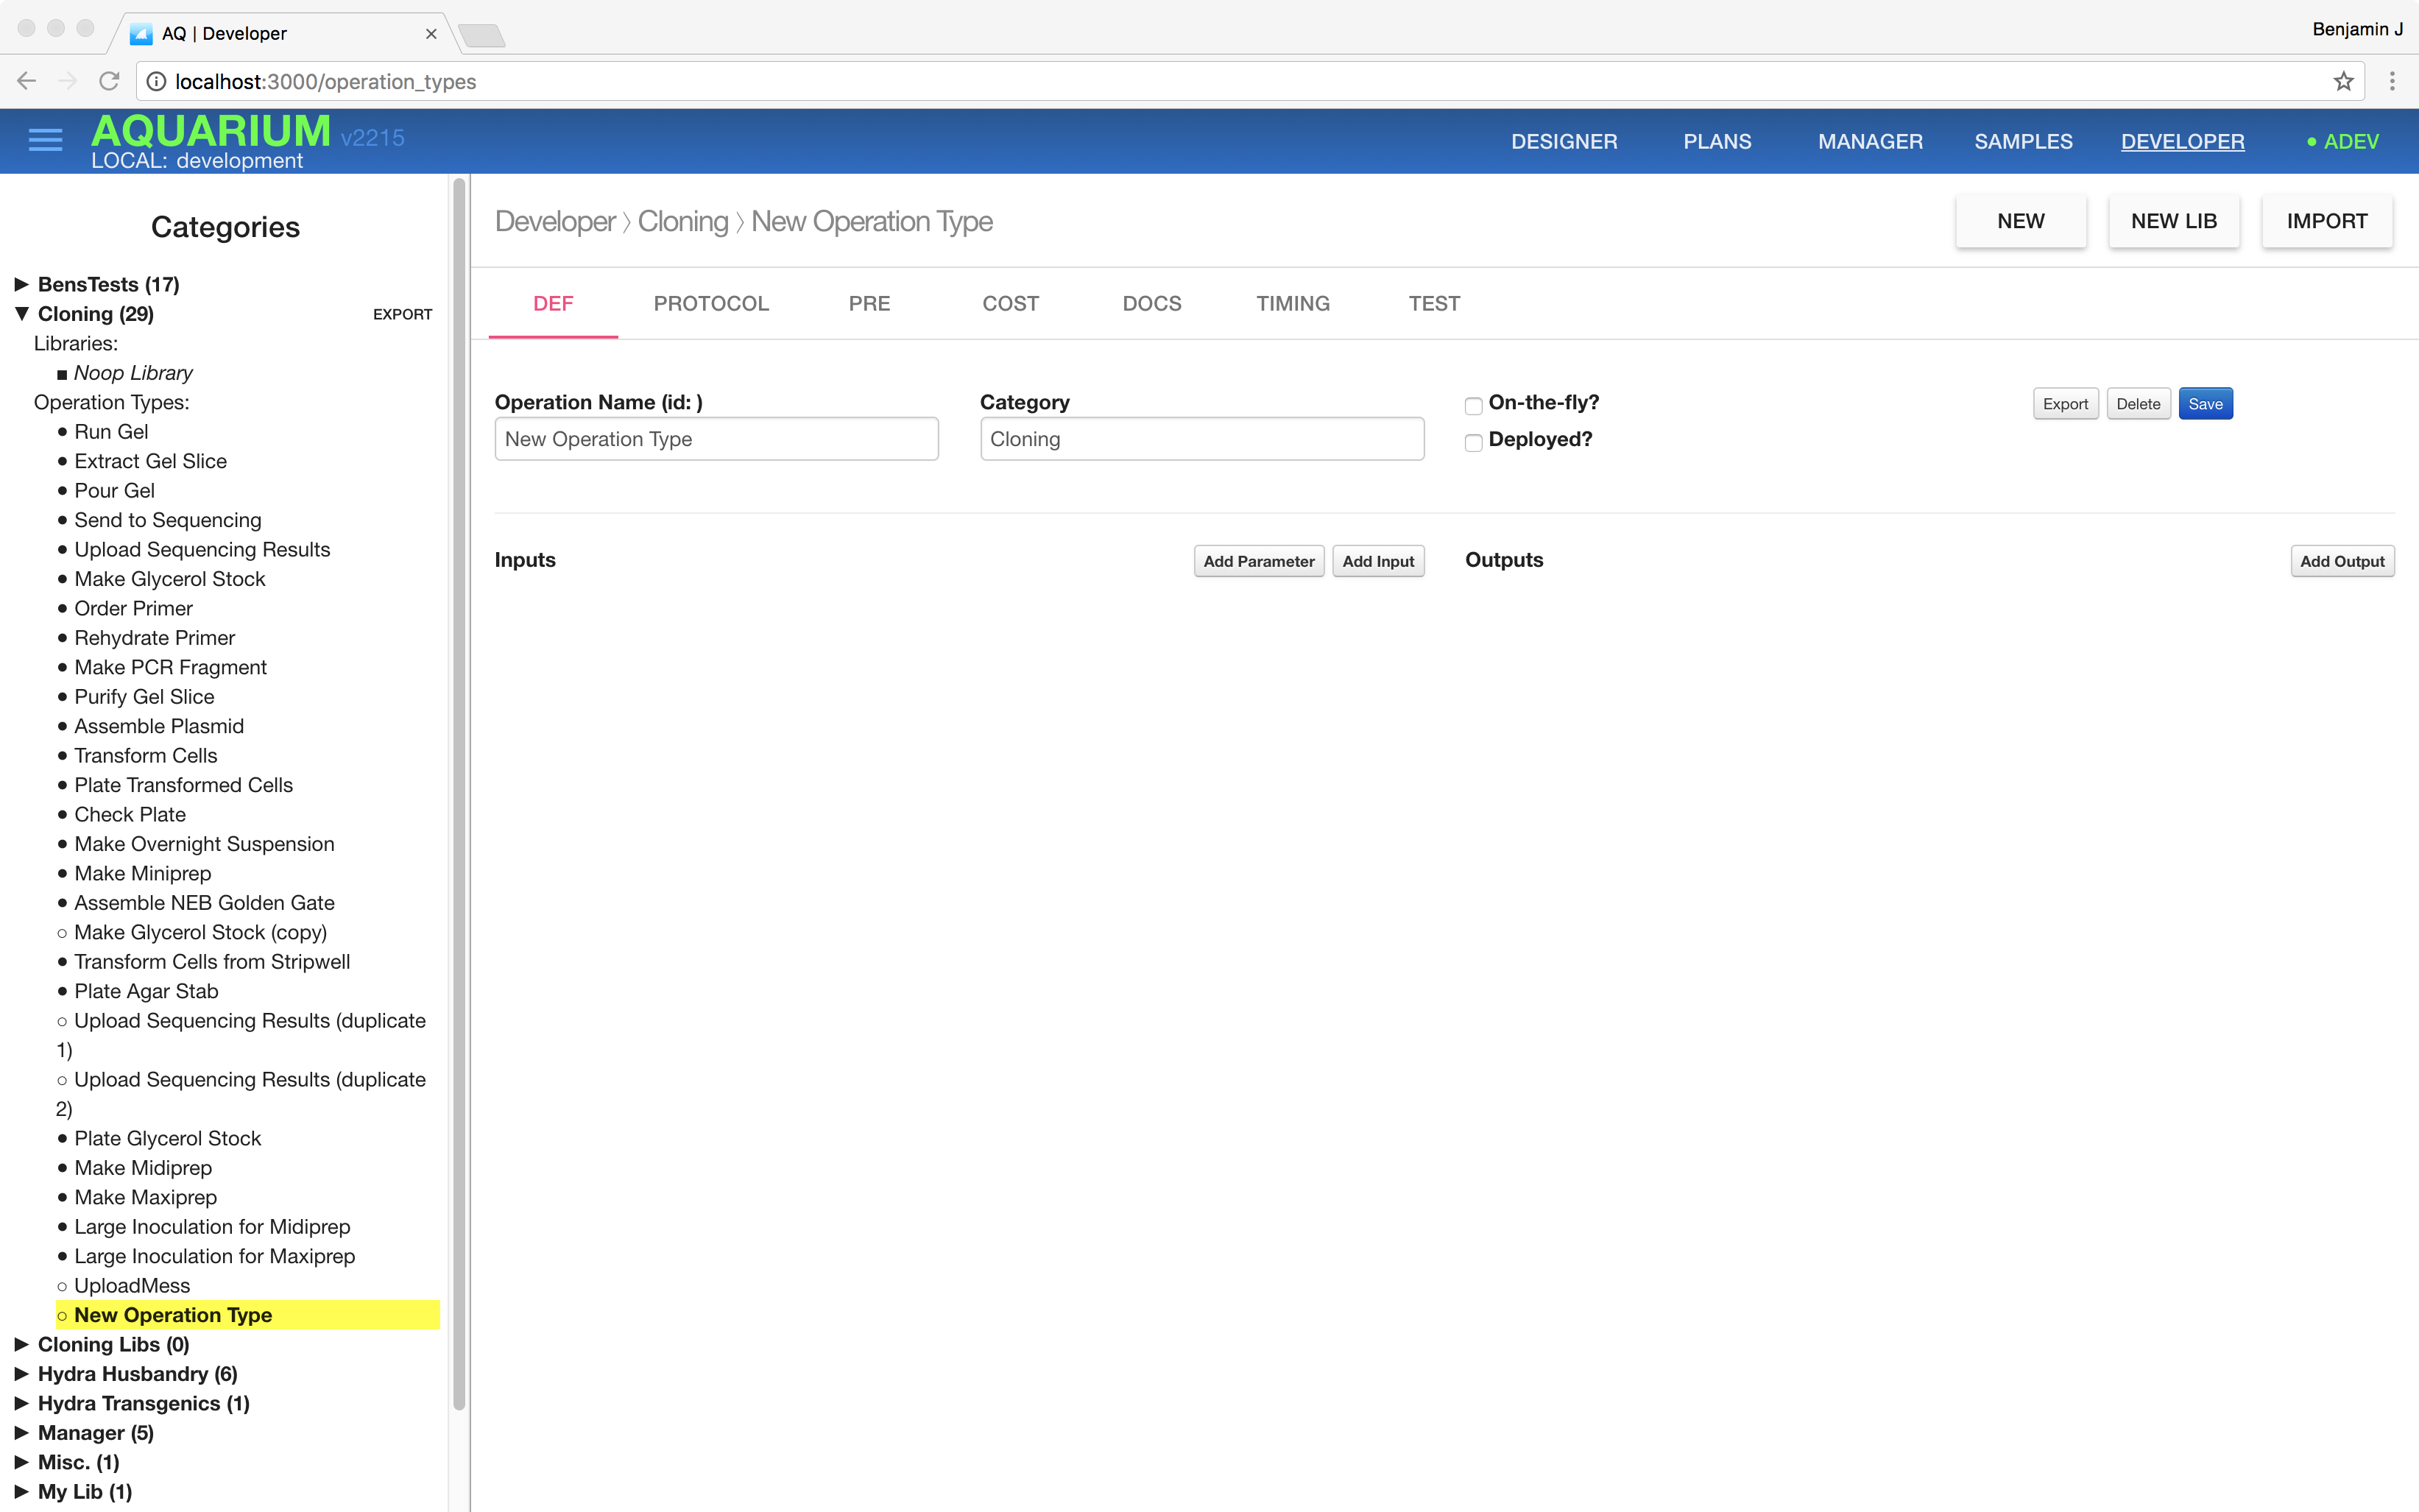 AQ | Developer
Benjamin J
localhost:3000/operation_types
AQUARIUM v2215
LOCAL: development
DESIGNER PLANS MANAGER SAMPLES DEVELOPER ADEV
Categories
BensTests (17)
Cloning (29) EXPORT
Libraries:
Noop Library
Operation Types:
Run Gel
Extract Gel Slice
Pour Gel
Send to Sequencing
Upload Sequencing Results
Make Glycerol Stock
Order Primer
Rehydrate Primer
Make PCR Fragment
Purify Gel Slice
Assemble Plasmid
Transform Cells
Plate Transformed Cells
Check Plate
Make Overnight Suspension
Make Miniprep
Assemble NEB Golden Gate
Make Glycerol Stock (copy)
Transform Cells from Stripwell
Plate Agar Stab
Upload Sequencing Results (duplicate
1)
Upload Sequencing Results (duplicate
2)
Plate Glycerol Stock
Make Midiprep
Make Maxiprep
Large Inoculation for Midiprep
Large Inoculation for Maxiprep
UploadMess
New Operation Type
Cloning Libs (0)
Hydra Husbandry (6)
Hydra Transgenics (1)
Manager (5)
Misc. (1)
My Lib (1)
Developer 〉Cloning 〉New Operation Type
NEW NEW LIB IMPORT
DEF PROTOCOL PRE COST DOCS TIMING TEST
Operation Name (id: ) Category On-the-fly? Export Delete Save
New Operation Type Cloning Deployed?
Inputs Add Parameter Add Input Outputs Add Output